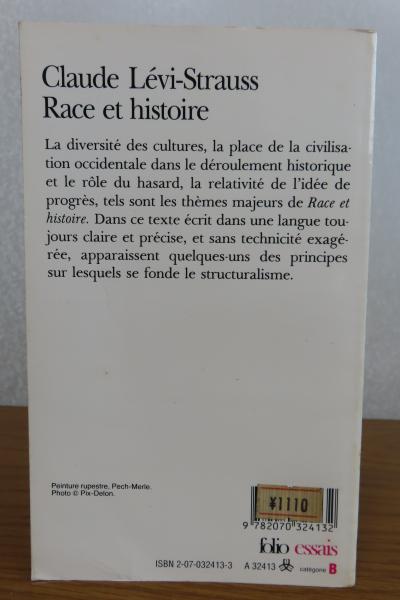 Claude Lévi-Strauss
Race et histoire
La diversité des cultures, la place de la civilisa-
tion occidentale dans le déroulement historique
et le rôle du hasard, la relativité de l'idée de
progrès, tels sont les thèmes majeurs de Race et
histoire. Dans ce texte écrit dans une langue tou-
jours claire et précise, et sans technicité exagé-
rée, apparaissent quelques-uns des principes
sur lesquels se fonde le structuralisme.
Peinture rupestre, Pech-Merle.
Photo © Pix-Delon.
¥1110
9 782070 324132
folio essais
ISBN 2-07-032413-3 A 32413 catégorie B